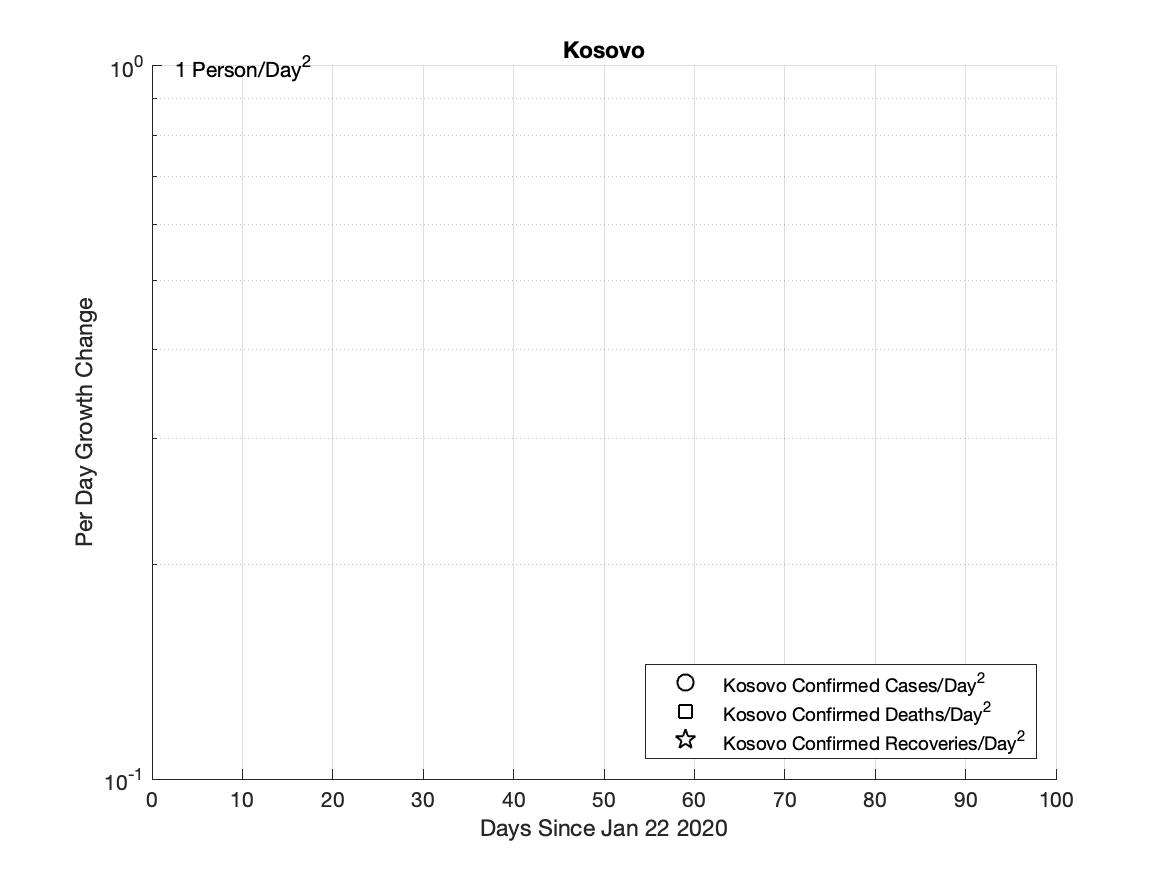 Kosovo
10^0
1 Person/Day^2
Per Day Growth Change
Kosovo Confirmed Cases/Day^2
Kosovo Confirmed Deaths/Day^2
Kosovo Confirmed Recoveries/Day^2
10^-1
0 10 20 30 40 50 60 70 80 90 100
Days Since Jan 22 2020